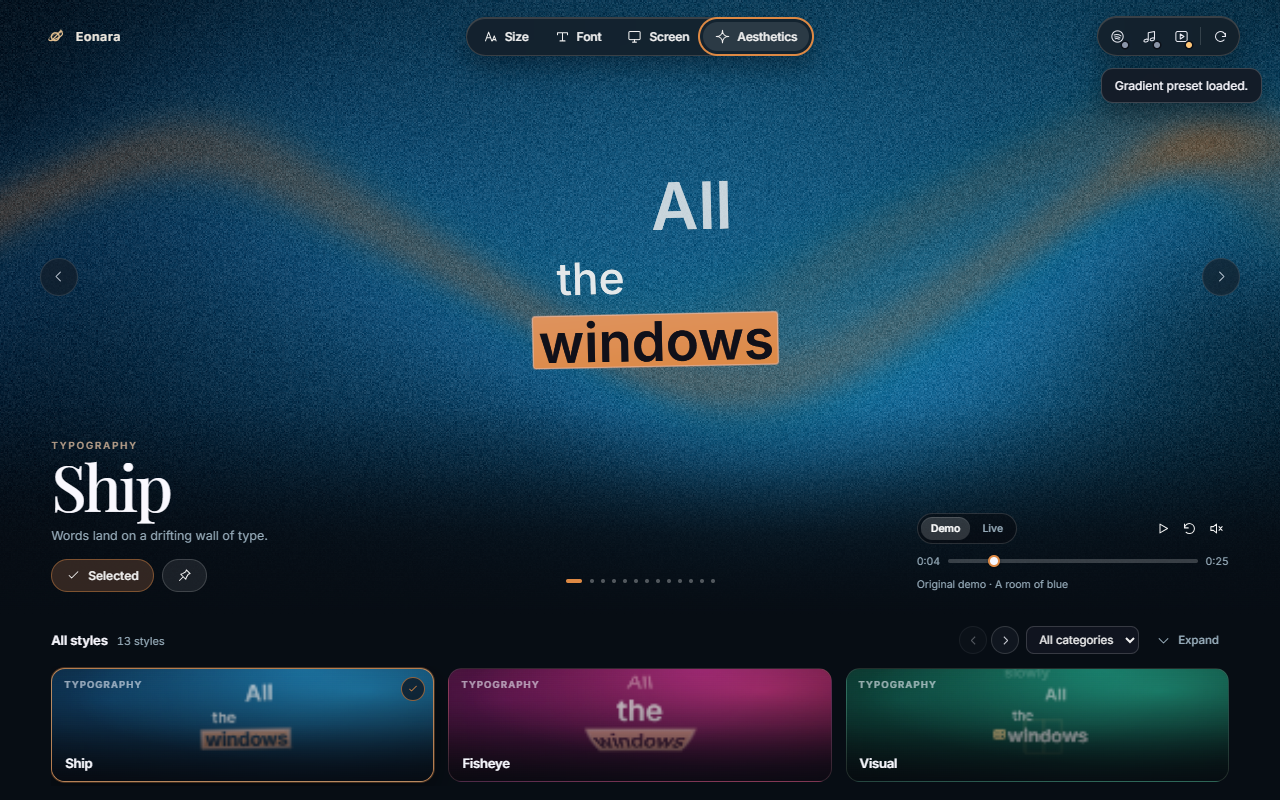 Eonara
Size
Font
Screen
Aesthetics
Gradient preset loaded.
All
the
windows
TYPOGRAPHY
Ship
Words land on a drifting wall of type.
Selected
Demo
Live
0:04
0:25
Original demo · A room of blue
All styles
13 styles
All categories
Expand
TYPOGRAPHY
All
the
windows
Ship
TYPOGRAPHY
All
the
windows
Fisheye
TYPOGRAPHY
slowly
All
the
windows
Visual